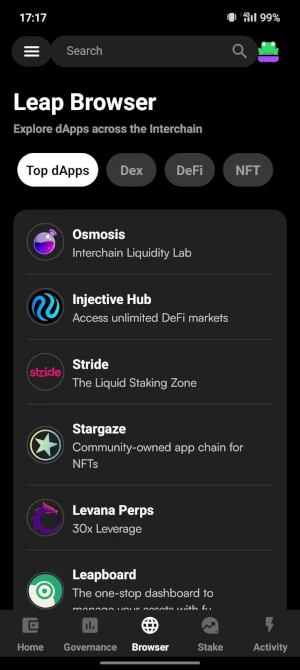 17:17
4G 99%
Search
Leap Browser
Explore dApps across the Interchain
Top dApps
Dex
DeFi
NFT
Osmosis
Interchain Liquidity Lab
Injective Hub
Access unlimited DeFi markets
stride
Stride
The Liquid Staking Zone
Stargaze
Community-owned app chain for
NFTs
Levana Perps
30x Leverage
Leapboard
The one-stop dashboard to
manage your assets with fu
Home
Governance
Browser
Stake
Activity